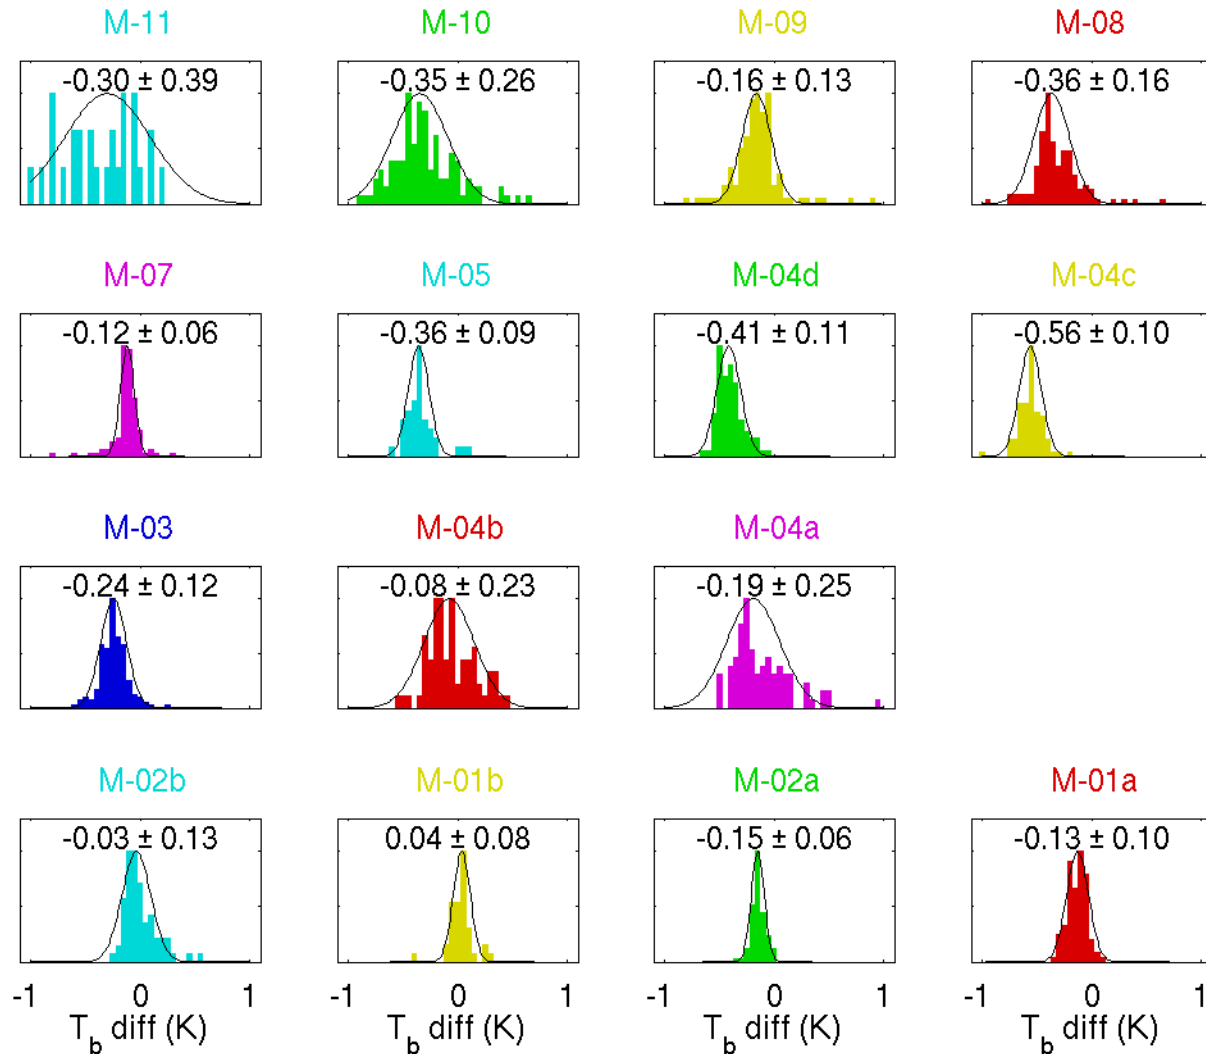 M-11 M-10 M-09 M-08
-0.30 ± 0.39 -0.35 ± 0.26 -0.16 ± 0.13 -0.36 ± 0.16
M-07 M-05 M-04d M-04c
-0.12 ± 0.06 -0.36 ± 0.09 -0.41 ± 0.11 -0.56 ± 0.10
M-03 M-04b M-04a
-0.24 ± 0.12 -0.08 ± 0.23 -0.19 ± 0.25
M-02b M-01b M-02a M-01a
-0.03 ± 0.13 0.04 ± 0.08 -0.15 ± 0.06 -0.13 ± 0.10
-1 0 1 -1 0 1 -1 0 1 -1 0 1
T_b diff (K) T_b diff (K) T_b diff (K) T_b diff (K)